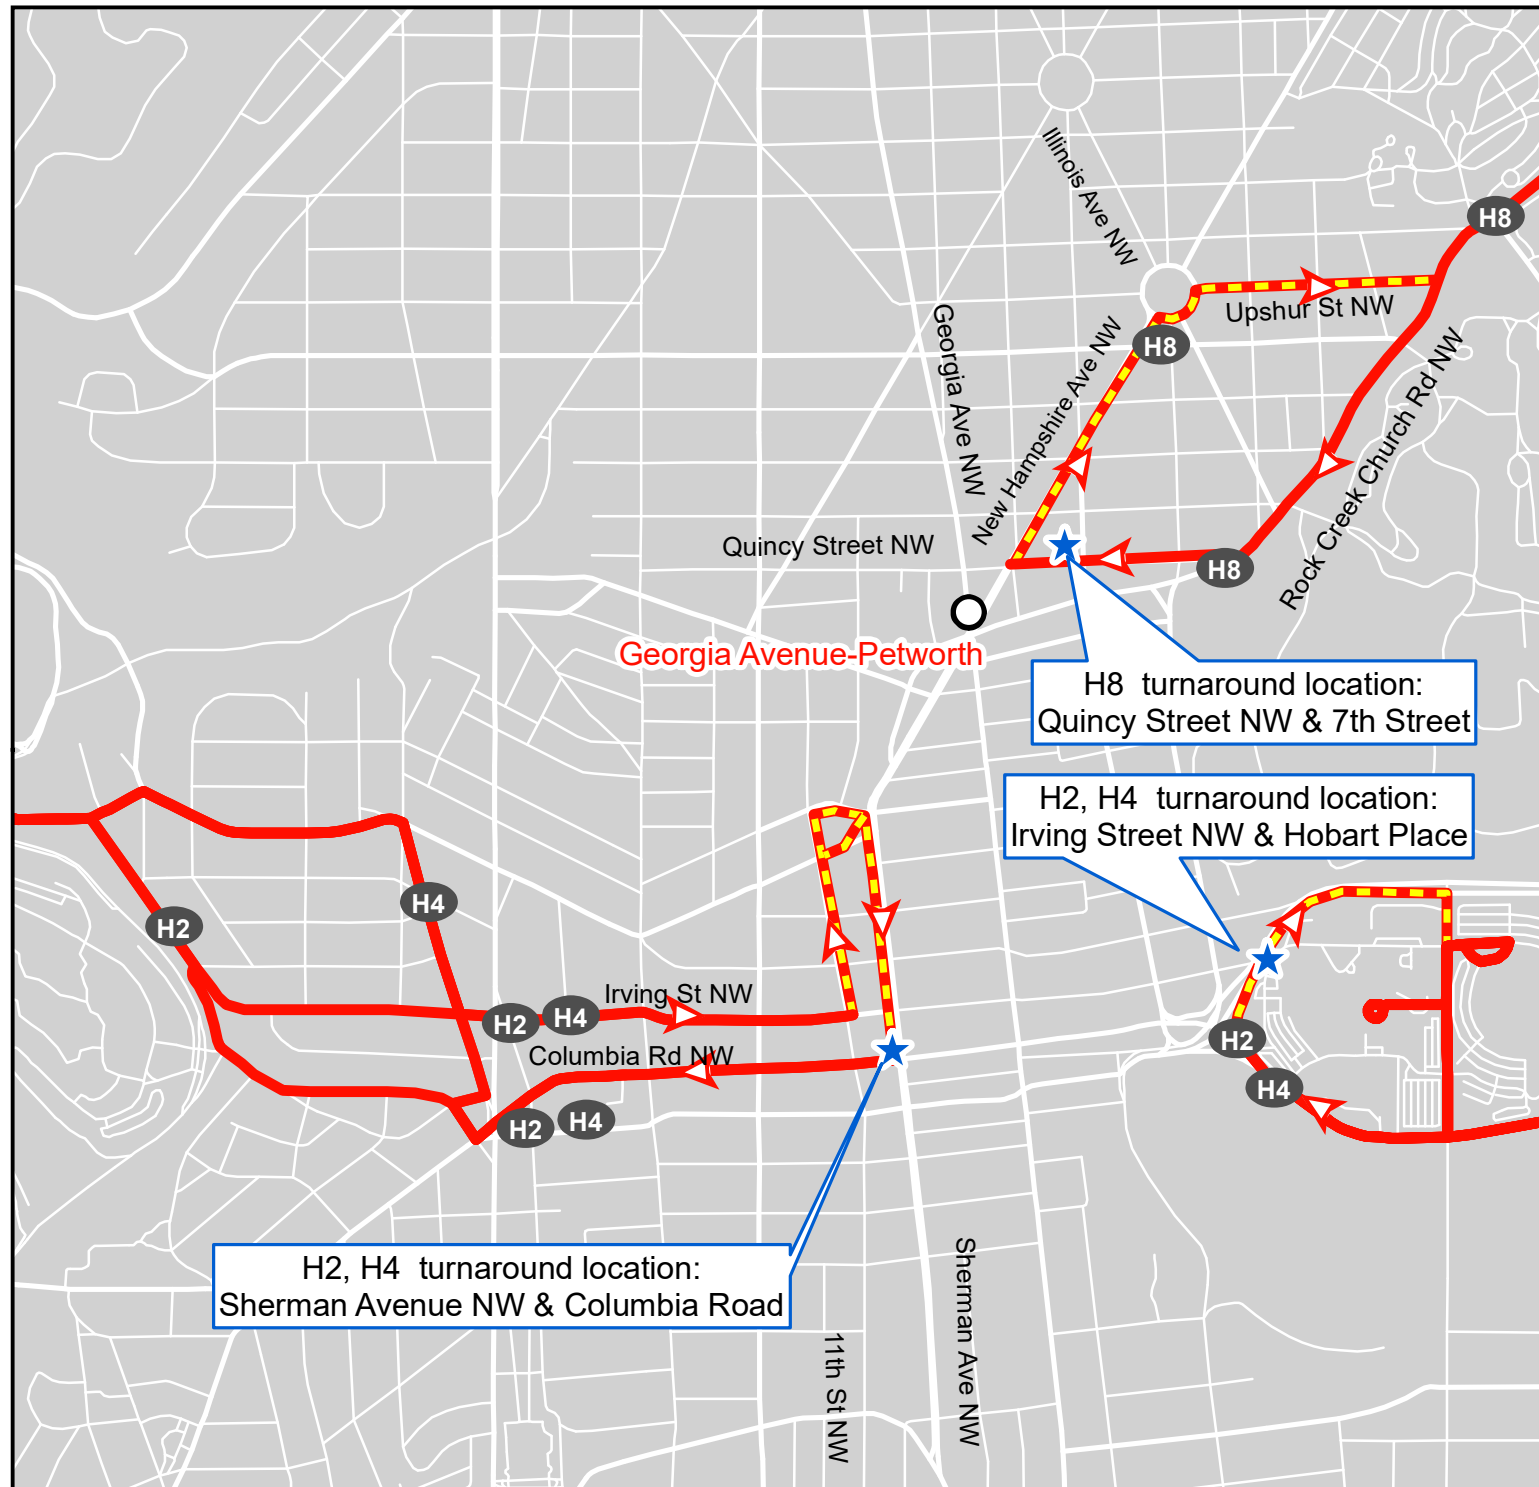 Illinois Ave NW
H8
Upshur St NW
Georgia Ave NW
New Hampshire Ave NW
H8
Rock Creek Church Rd NW
Quincy Street NW
H8
Georgia Avenue-Petworth
H8 turnaround location:
Quincy Street NW & 7th Street
H2, H4 turnaround location:
Irving Street NW & Hobart Place
H4
H2
Irving St NW
H2
H4
H2
Columbia Rd NW
H4
H2
H4
H2, H4 turnaround location:
Sherman Avenue NW & Columbia Road
Sherman Ave NW
11th St NW